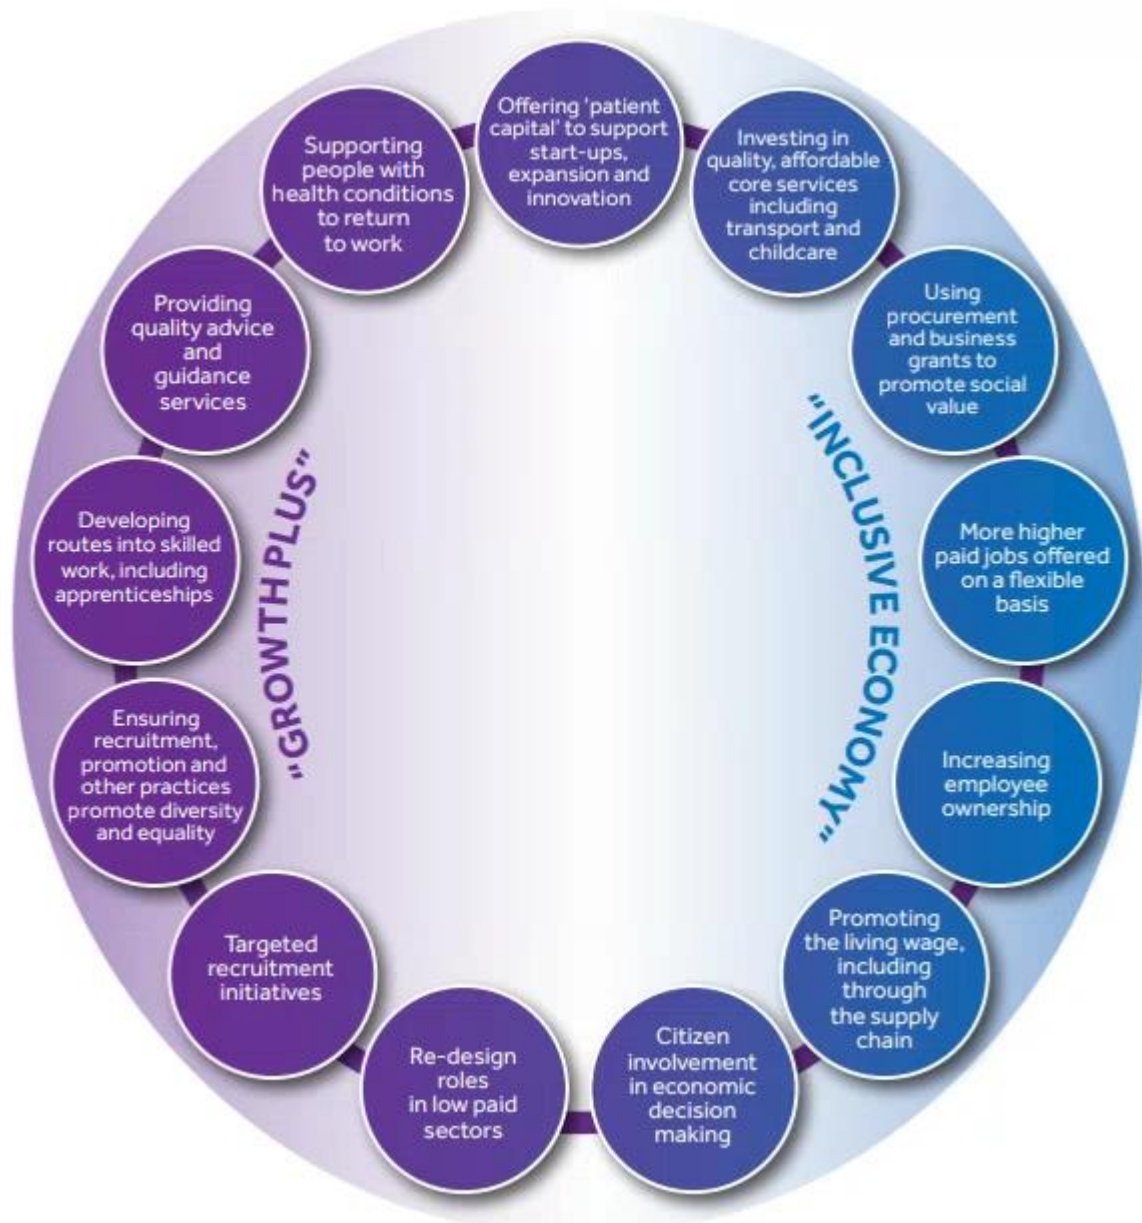 Offering 'patient
capital' to support
start-ups,
expansion and
innovation
Investing in
quality, affordable
core services
including
transport and
childcare
Using
procurement
and business
grants to
promote social
value
More higher
paid jobs offered
on a flexible
basis
Increasing
employee
ownership
Promoting
the living wage,
including
through
the supply
chain
Citizen
involvement
in economic
decision
making
Re-design
roles
in low paid
sectors
Targeted
recruitment
initiatives
Ensuring
recruitment,
promotion and
other practices
promote diversity
and equality
Developing
routes into skilled
work, including
apprenticeships
Providing
quality advice
and
guidance
services
Supporting
people with
health conditions
to return
to work
"GROWTH PLUS"
"INCLUSIVE ECONOMY"